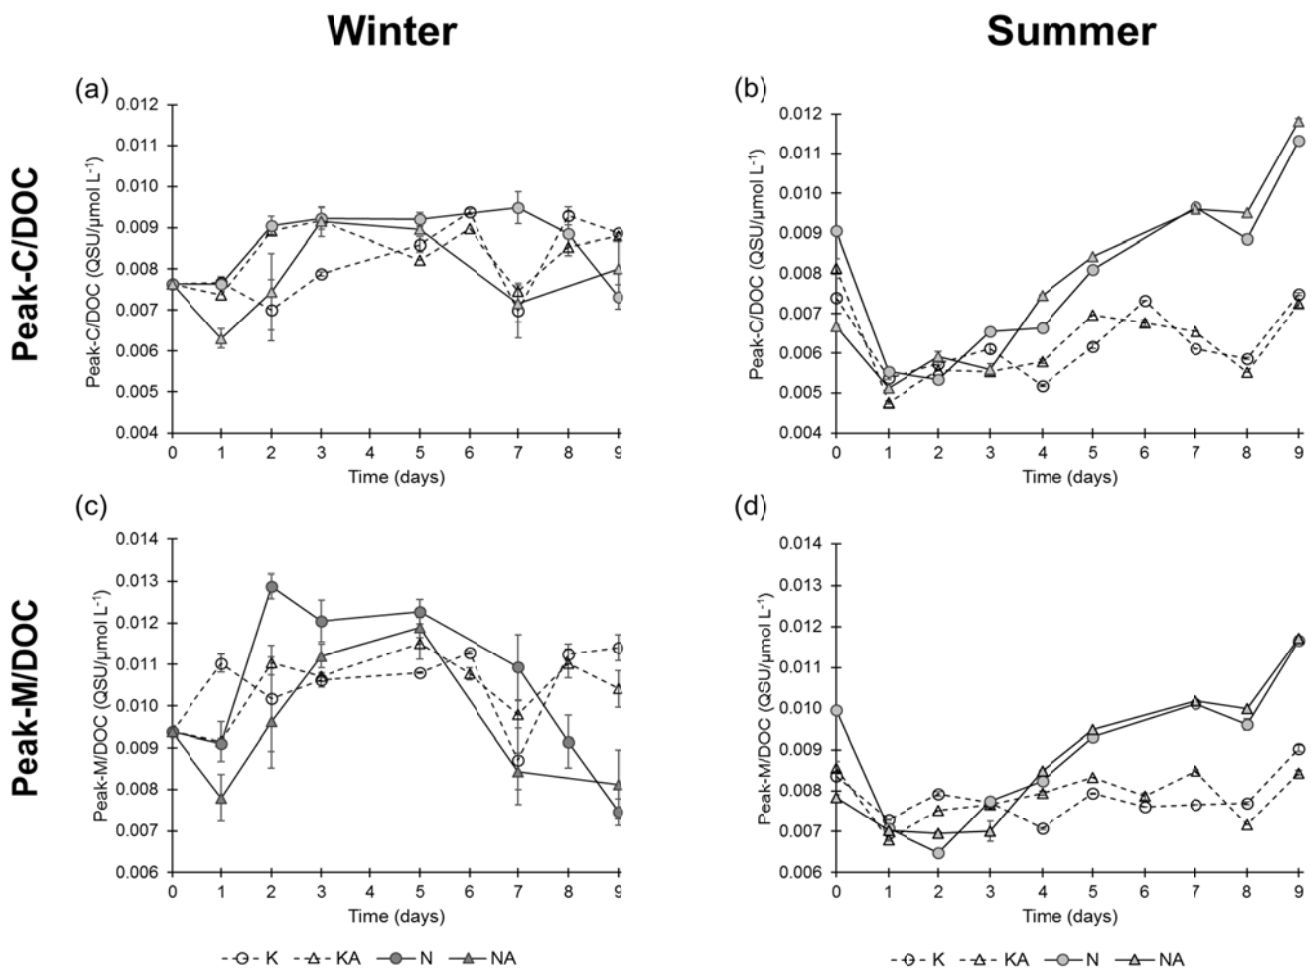 Winter
Summer
Peak-C/DOC
Peak-M/DOC
(a)
Peak-C/DOC (QSU/µmol L⁻¹)
0.012
0.011
0.010
0.009
0.008
0.007
0.006
0.005
0.004
0 1 2 3 4 5 6 7 8 9
Time (days)
(b)
Peak-C/DOC (QSU/µmol L⁻¹)
0.012
0.011
0.010
0.009
0.008
0.007
0.006
0.005
0.004
0 1 2 3 4 5 6 7 8 9
Time (days)
(c)
Peak-M/DOC (QSU/µmol L⁻¹)
0.014
0.013
0.012
0.011
0.010
0.009
0.008
0.007
0.006
0 1 2 3 4 5 6 7 8 9
Time (days)
K KA N NA
(d)
Peak-M/DOC (QSU/µmol L⁻¹)
0.014
0.013
0.012
0.011
0.010
0.009
0.008
0.007
0.006
0 1 2 3 4 5 6 7 8 9
Time (days)
K KA N NA